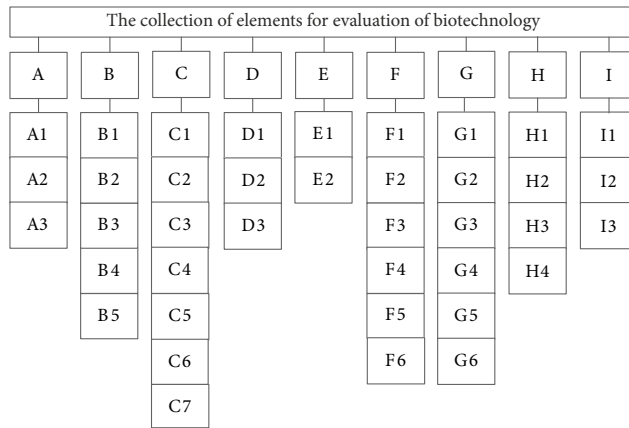 The collection of elements for evaluation of biotechnology
A B C D E F G H I
A1 B1 C1 D1 E1 F1 G1 H1 I1
A2 B2 C2 D2 E2 F2 G2 H2 I2
A3 B3 C3 D3 F3 G3 H3 I3
B4 C4 F4 G4 H4
B5 C5 F5 G5
C6 F6 G6
C7